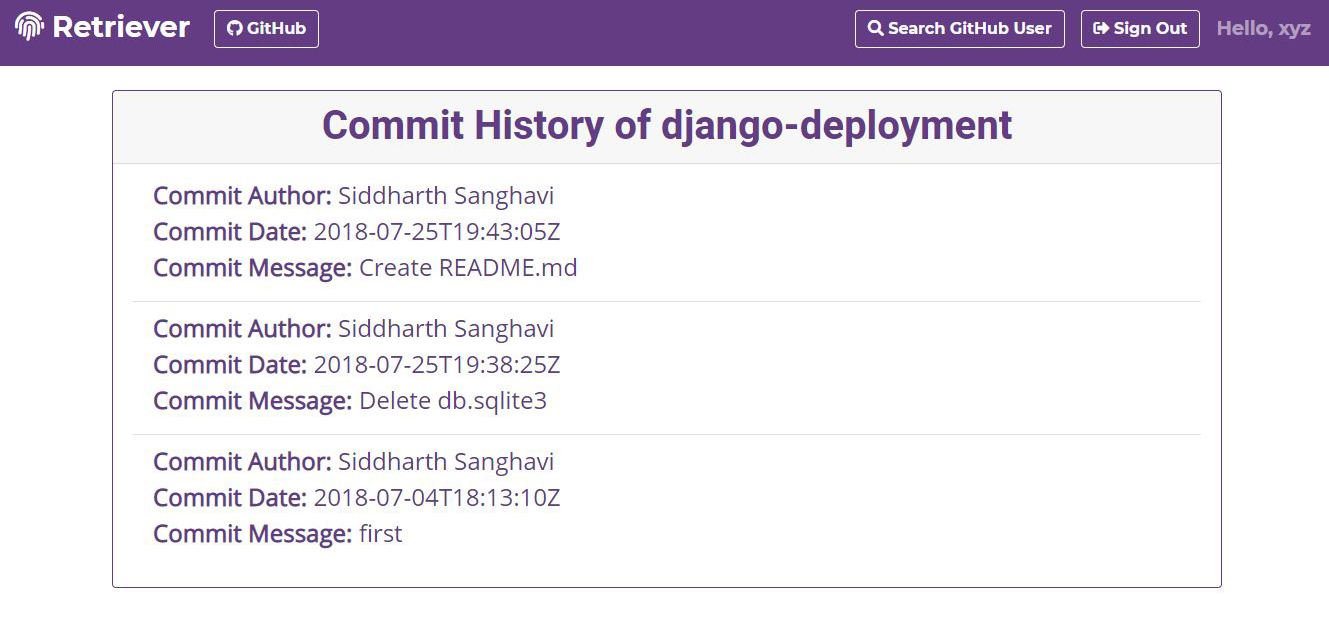 Retriever GitHub Search GitHub User Sign Out Hello, xyz
Commit History of django-deployment
Commit Author: Siddharth Sanghavi
Commit Date: 2018-07-25T19:43:05Z
Commit Message: Create README.md
Commit Author: Siddharth Sanghavi
Commit Date: 2018-07-25T19:38:25Z
Commit Message: Delete db.sqlite3
Commit Author: Siddharth Sanghavi
Commit Date: 2018-07-04T18:13:10Z
Commit Message: first